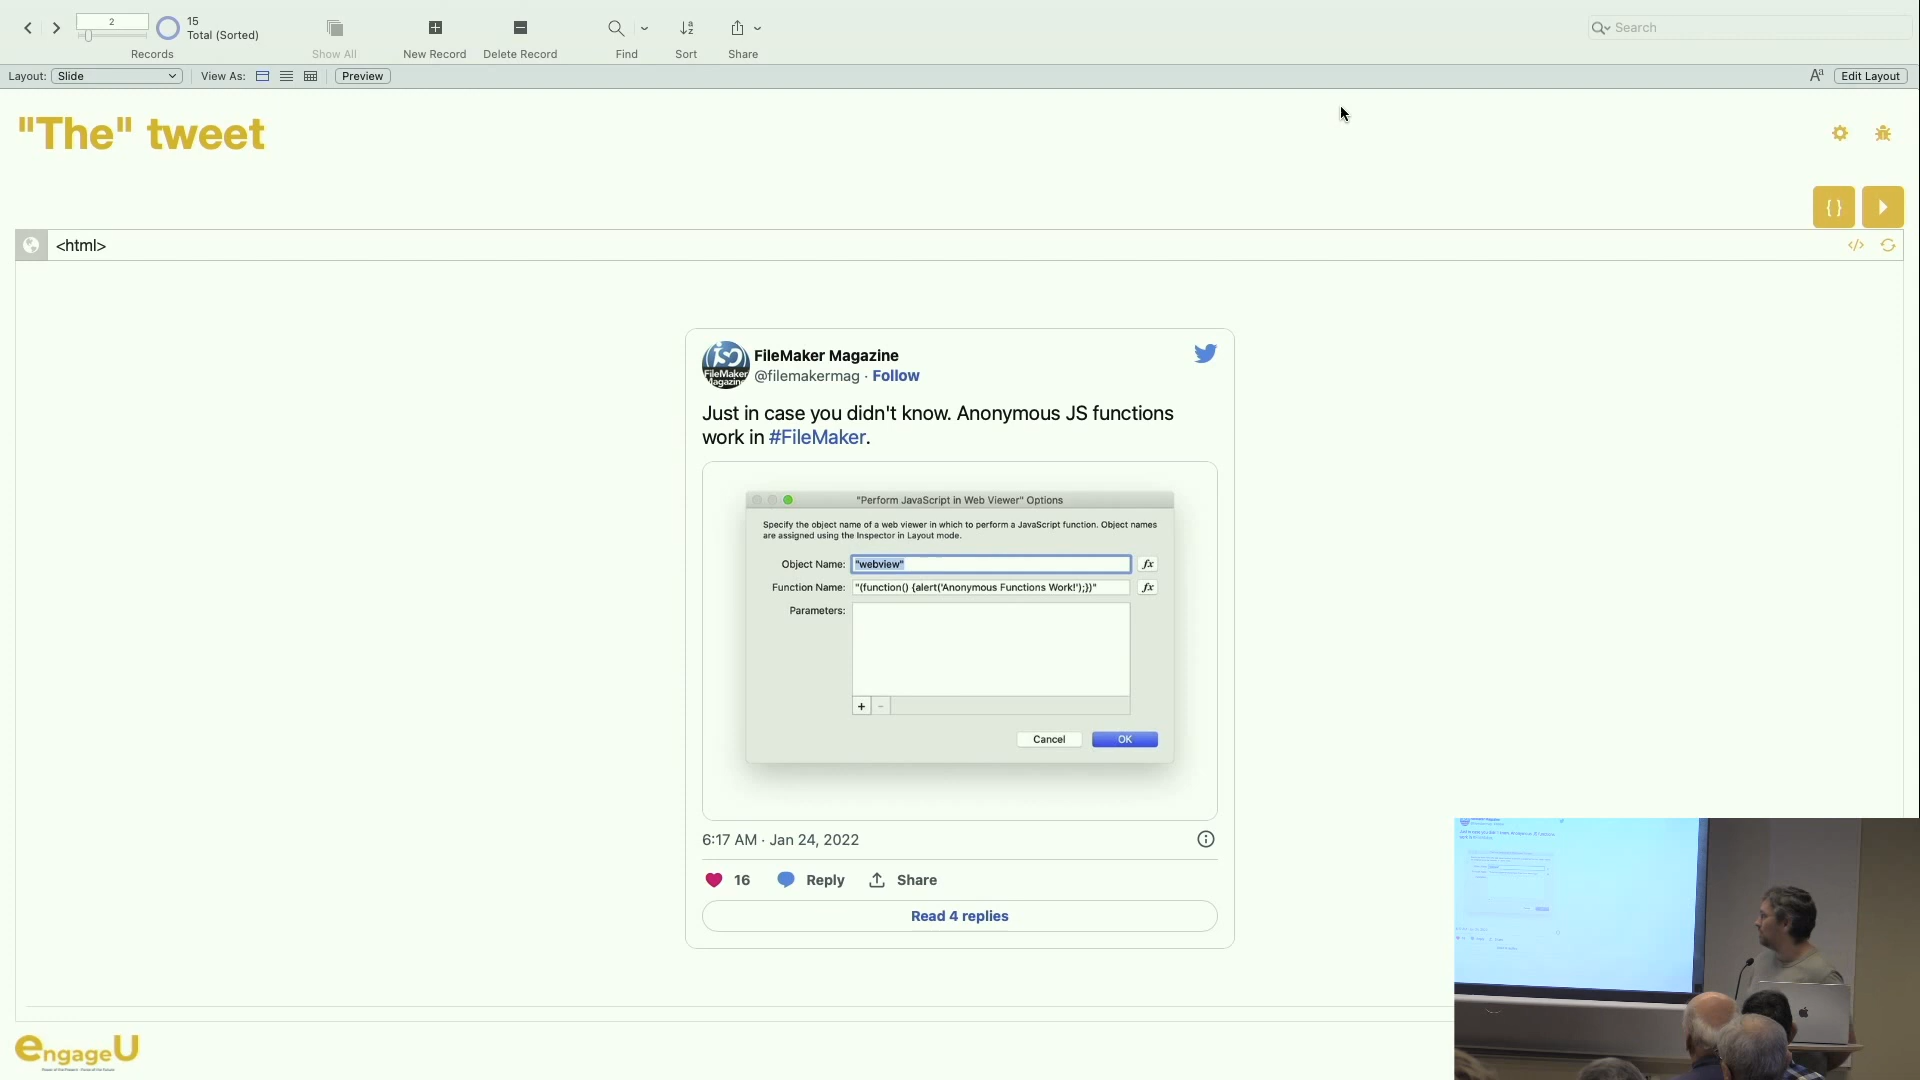 2
15
Total (Sorted)
Records
Show All
New Record
Delete Record
Find
Sort
Share
Search
Layout: Slide
View As:
Preview
Aa
Edit Layout
"The" tweet
{ }
<html>
</>
FileMaker Magazine
@filemakermag · Follow
Just in case you didn't know. Anonymous JS functions
work in #FileMaker.
"Perform JavaScript in Web Viewer" Options
Specify the object name of a web viewer in which to perform a JavaScript function. Object names
are assigned using the Inspector in Layout mode.
Object Name: "webview"
fx
Function Name: "(function() {alert('Anonymous Functions Work!');})"
fx
Parameters:
+ -
Cancel
OK
6:17 AM · Jan 24, 2022
16
Reply
Share
Read 4 replies
engageU